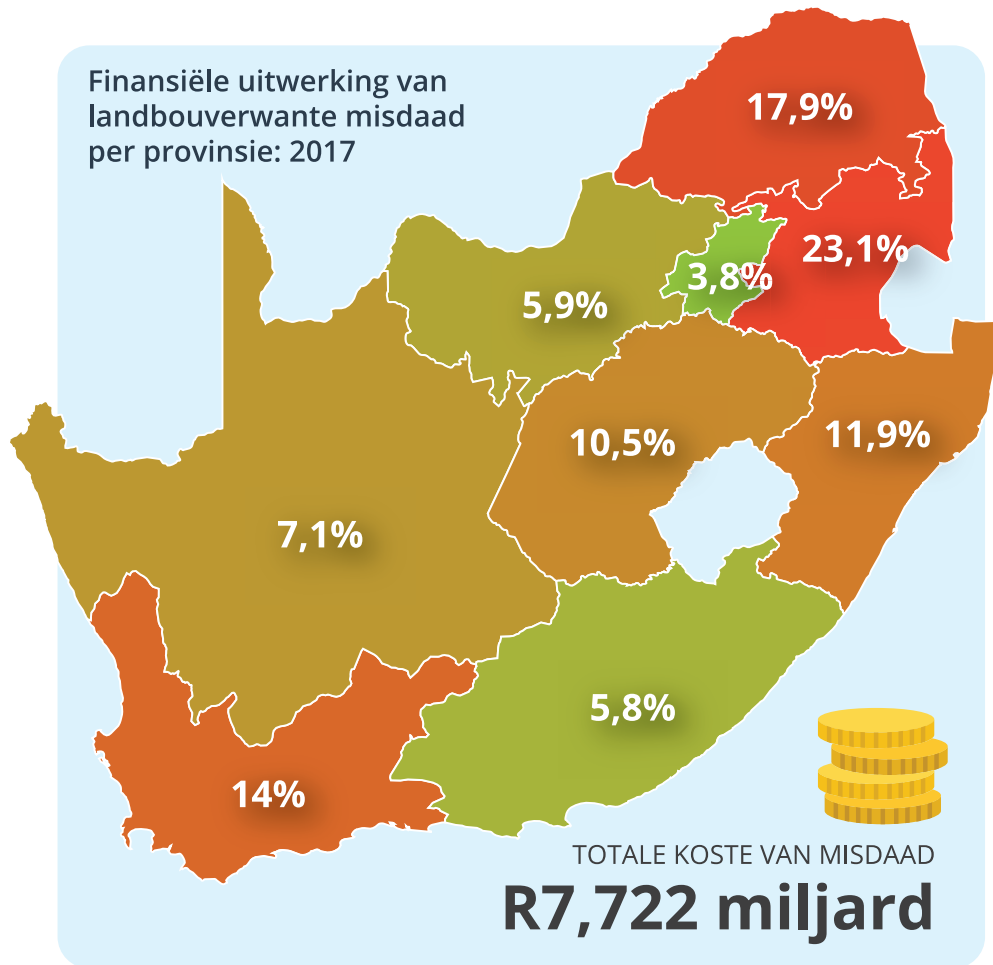 Finansiële uitwerking van
landbouverwante misdaad
per provinsie: 2017
17,9%
23,1%
3,8%
5,9%
10,5%
11,9%
7,1%
5,8%
14%
TOTALE KOSTE VAN MISDAAD
R7,722 miljard